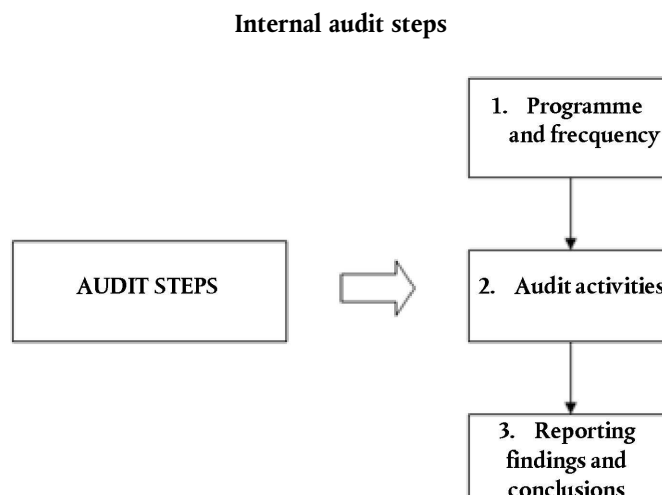 Internal audit steps
1. Programme
and frecquency
AUDIT STEPS
2. Audit activities
3. Reporting
findings and
conclusions